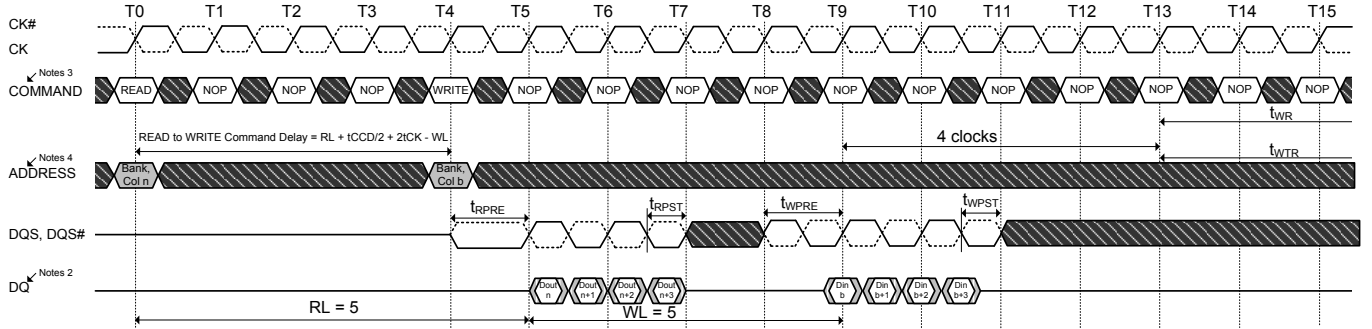 T0 T1 T2 T3 T4 T5 T6 T7 T8 T9 T10 T11 T12 T13 T14 T15
CK#
CK
Notes 3
COMMAND READ NOP NOP NOP WRITE NOP NOP NOP NOP NOP NOP NOP NOP NOP NOP NOP
READ to WRITE Command Delay = RL + tCCD/2 + 2tCK - WL
4 clocks
tWR
tWTR
Notes 4
ADDRESS Bank, Col n Bank, Col b
tRPRE tRPST tWPRE tWPST
DQS, DQS#
Notes 2
DQ Dout n Dout n+1 Dout n+2 Dout n+3 Din b Din b+1 Din b+2 Din b+3
RL = 5 WL = 5